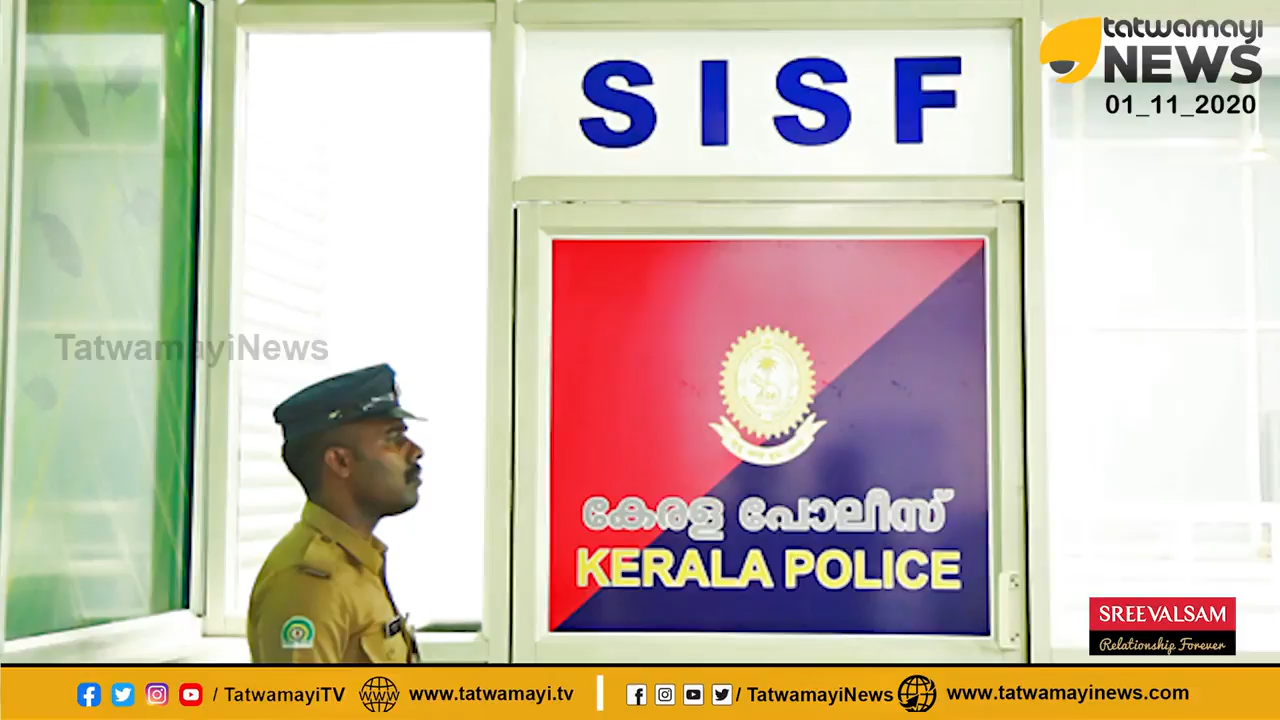 tatwamayi
NEWS
01_11_2020
SISF
TatwamayiNews
കേരള പോലീസ്
KERALA POLICE
SREEVALSAM
Relationship Forever
/ TatwamayiTV www.tatwamayi.tv | / TatwamayiNews www.tatwamayinews.com